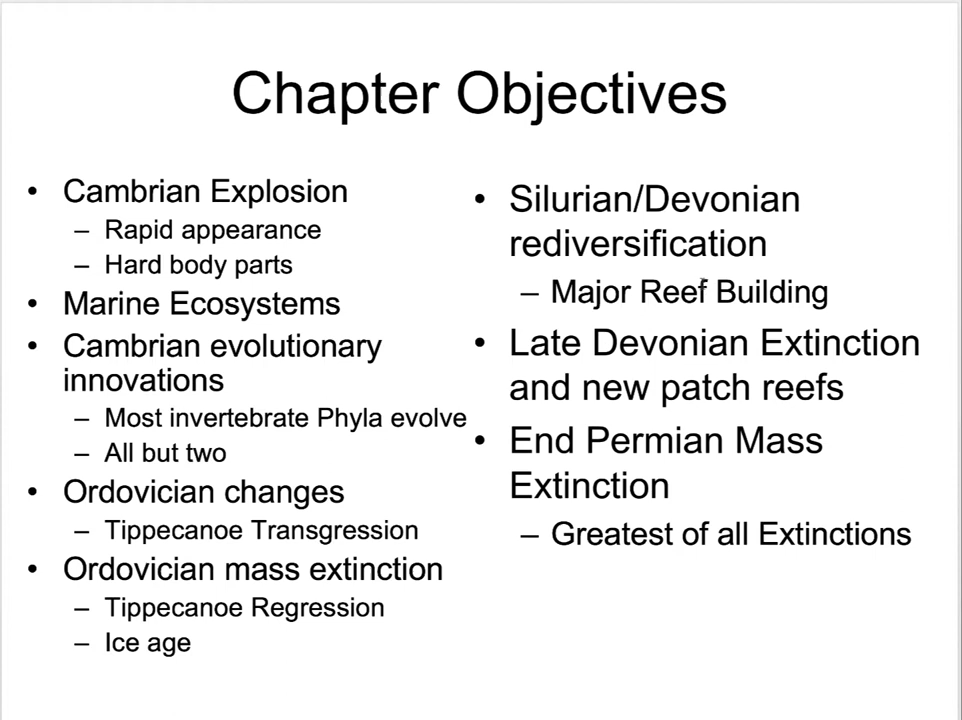 Chapter Objectives
• Cambrian Explosion
– Rapid appearance
– Hard body parts
• Marine Ecosystems
• Cambrian evolutionary
innovations
– Most invertebrate Phyla evolve
– All but two
• Ordovician changes
– Tippecanoe Transgression
• Ordovician mass extinction
– Tippecanoe Regression
– Ice age
• Silurian/Devonian
rediversification
– Major Reef Building
• Late Devonian Extinction
and new patch reefs
• End Permian Mass
Extinction
– Greatest of all Extinctions